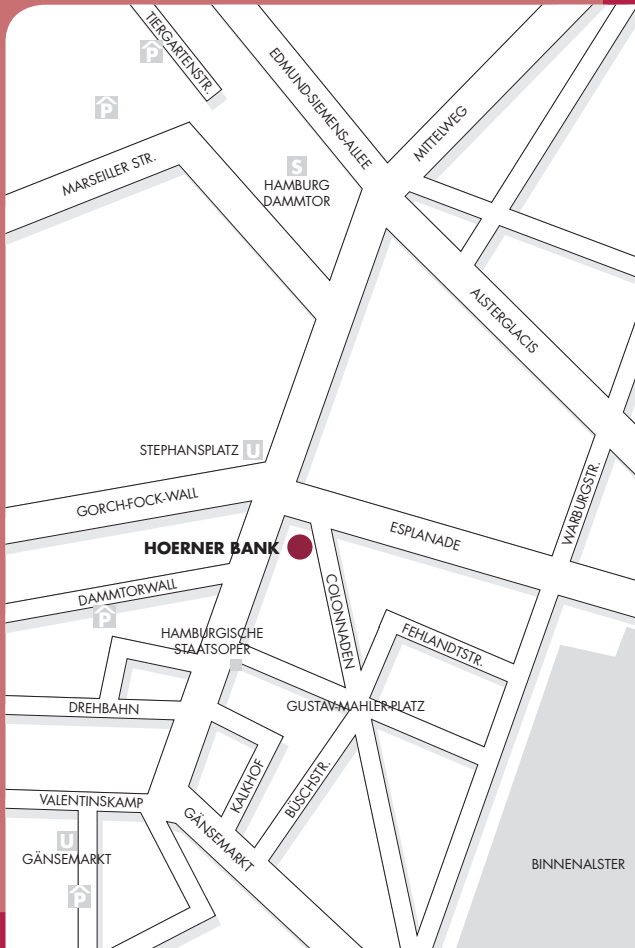 TIERGARTENSTR.
P
P
EDMUND-SIEMENS-ALLEE
MITTELWEG
MARSEILLER STR.
S
HAMBURG
DAMMTOR
ALSTERGLACIS
STEPHANSPLATZ U
WARBURGSTR.
GORCH-FOCK-WALL
ESPLANADE
HOERNER BANK
COLONNADEN
DAMMTORWALL
P
HAMBURGISCHE
STAATSOPER
FEHLANDTSTR.
DREHBAHN
GUSTAV-MAHLER-PLATZ
KALKHOF
BÜSCHSTR.
VALENTINSKAMP
GÄNSEMARKT
U
GÄNSEMARKT
BINNENALSTER
P